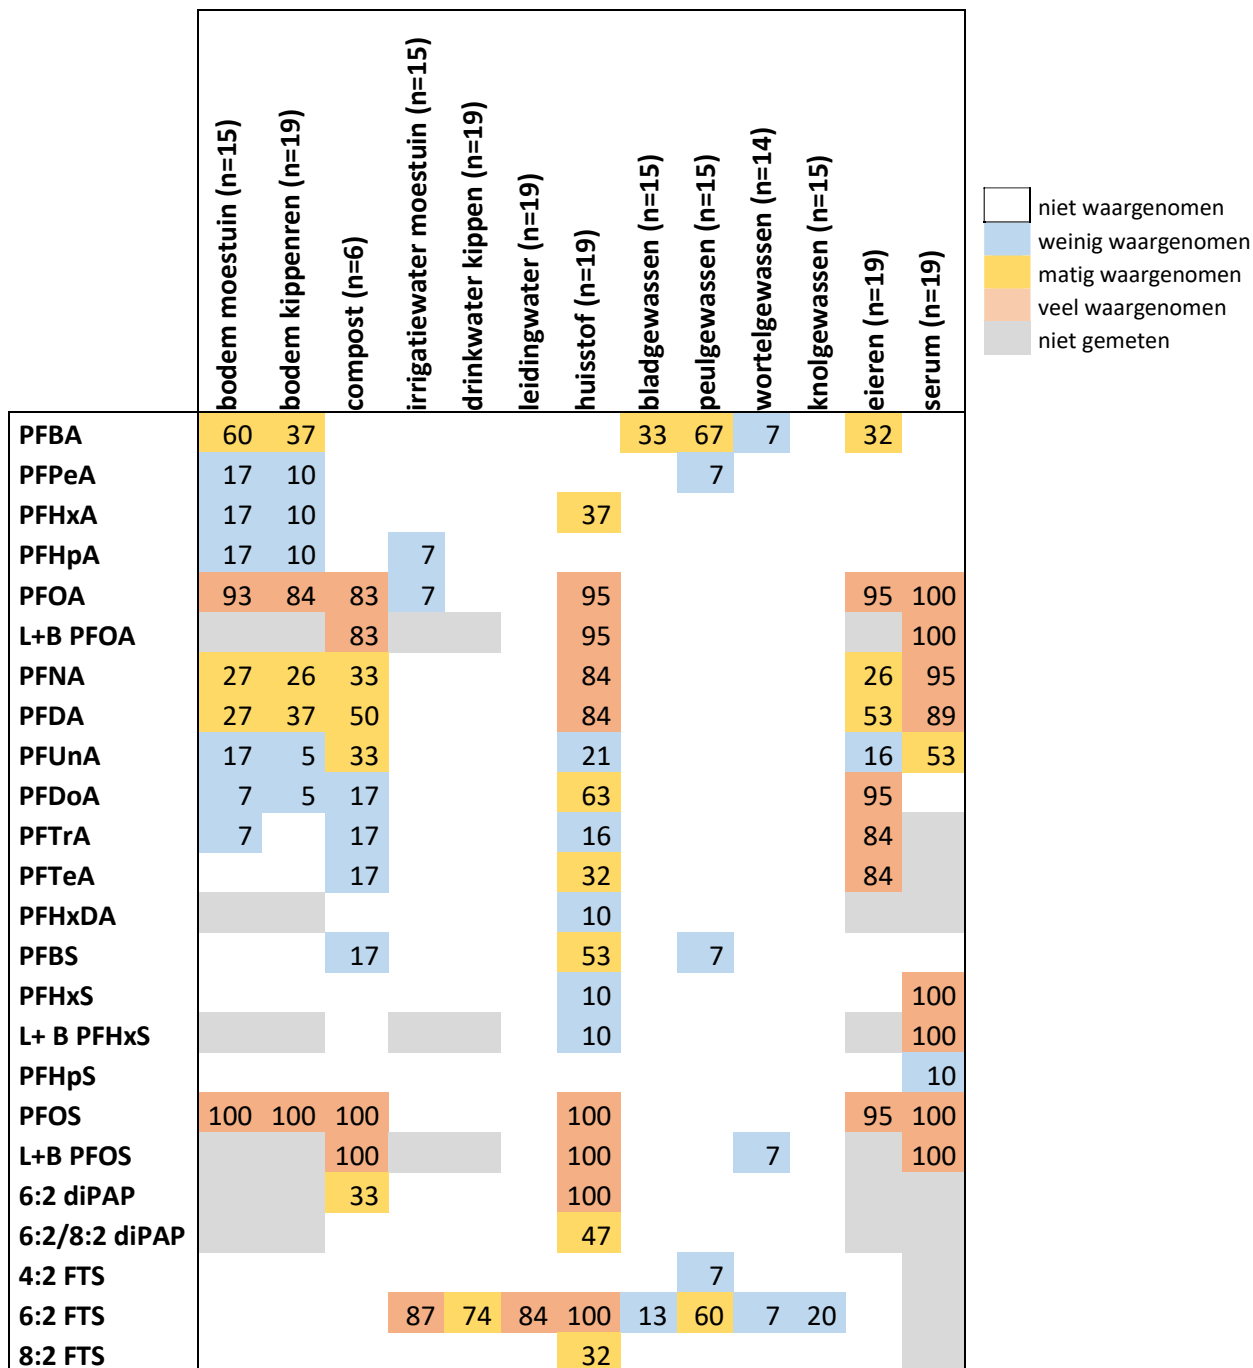 bodem moestuin (n=15)
bodem kippenren (n=19)
compost (n=6)
irrigatiewater moestuin (n=15)
drinkwater kippen (n=19)
leidingwater (n=19)
huisstof (n=19)
bladgewassen (n=15)
peulgewassen (n=15)
wortelgewassen (n=14)
knolgewassen (n=15)
eieren (n=19)
serum (n=19)
niet waargenomen
weinig waargenomen
matig waargenomen
veel waargenomen
niet gemeten
PFBA 60 37 33 67 7 32
PFPeA 17 10 7
PFHxA 17 10 37
PFHpA 17 10 7
PFOA 93 84 83 7 95 95 100
L+B PFOA 83 95 100
PFNA 27 26 33 84 26 95
PFDA 27 37 50 84 53 89
PFUnA 17 5 33 21 16 53
PFDoA 7 5 17 63 95
PFTrA 7 17 16 84
PFTeA 17 32 84
PFHxDA 10
PFBS 17 53 7
PFHxS 10 100
L+ B PFHxS 10 100
PFHpS 10
PFOS 100 100 100 100 95 100
L+B PFOS 100 100 7 100
6:2 diPAP 33 100
6:2/8:2 diPAP 47
4:2 FTS 7
6:2 FTS 87 74 84 100 13 60 7 20
8:2 FTS 32